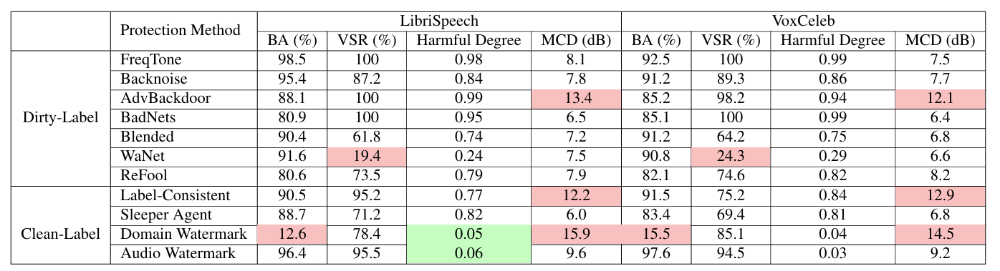 Protection Method LibriSpeech VoxCeleb
BA (%) VSR (%) Harmful Degree MCD (dB) BA (%) VSR (%) Harmful Degree MCD (dB)
Dirty-Label FreqTone 98.5 100 0.98 8.1 92.5 100 0.99 7.5
Backnoise 95.4 87.2 0.84 7.8 91.2 89.3 0.86 7.7
AdvBackdoor 88.1 100 0.99 13.4 85.2 98.2 0.94 12.1
BadNets 80.9 100 0.95 6.5 85.1 100 0.99 6.4
Blended 90.4 61.8 0.74 7.2 91.2 64.2 0.75 6.8
WaNet 91.6 19.4 0.24 7.5 90.8 24.3 0.29 6.6
ReFool 80.6 73.5 0.79 7.9 82.1 74.6 0.82 8.2
Clean-Label Label-Consistent 90.5 95.2 0.77 12.2 91.5 75.2 0.84 12.9
Sleeper Agent 88.7 71.2 0.82 6.0 83.4 69.4 0.81 6.8
Domain Watermark 12.6 78.4 0.05 15.9 15.5 85.1 0.04 14.5
Audio Watermark 96.4 95.5 0.06 9.6 97.6 94.5 0.03 9.2